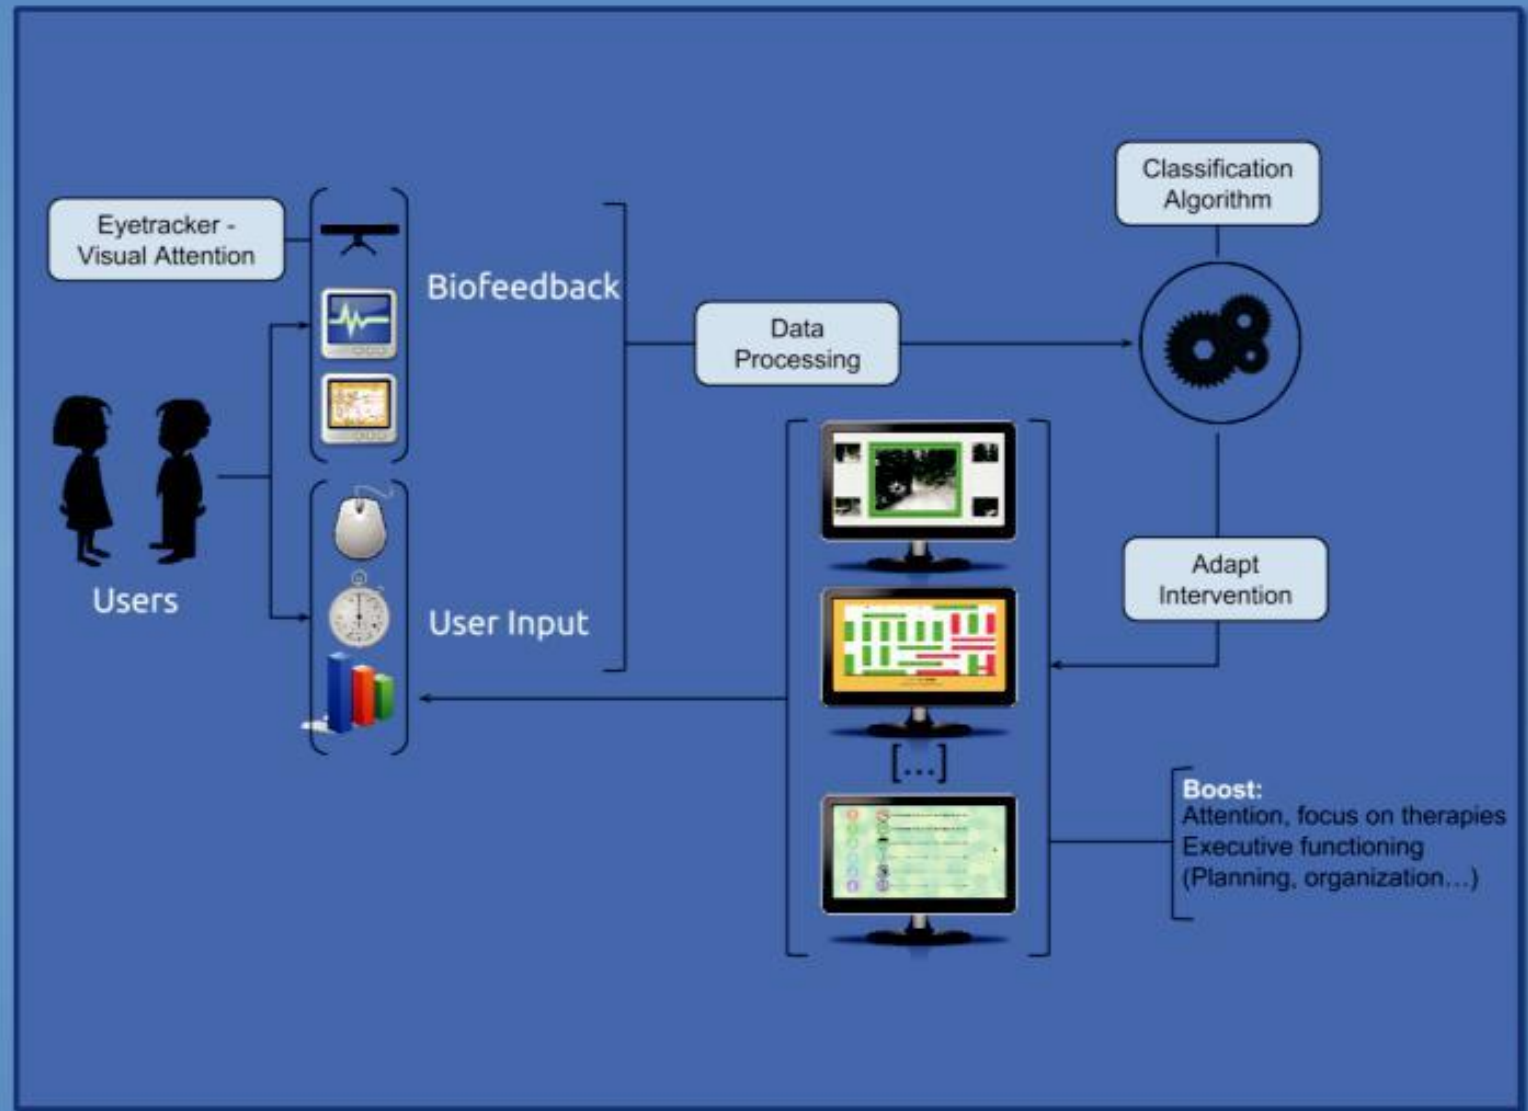 Eyetracker -
Visual Attention
Biofeedback
Users
User Input
Data
Processing
Classification
Algorithm
Adapt
Intervention
[...]
Boost:
Attention, focus on therapies
Executive functioning
(Planning, organization...)